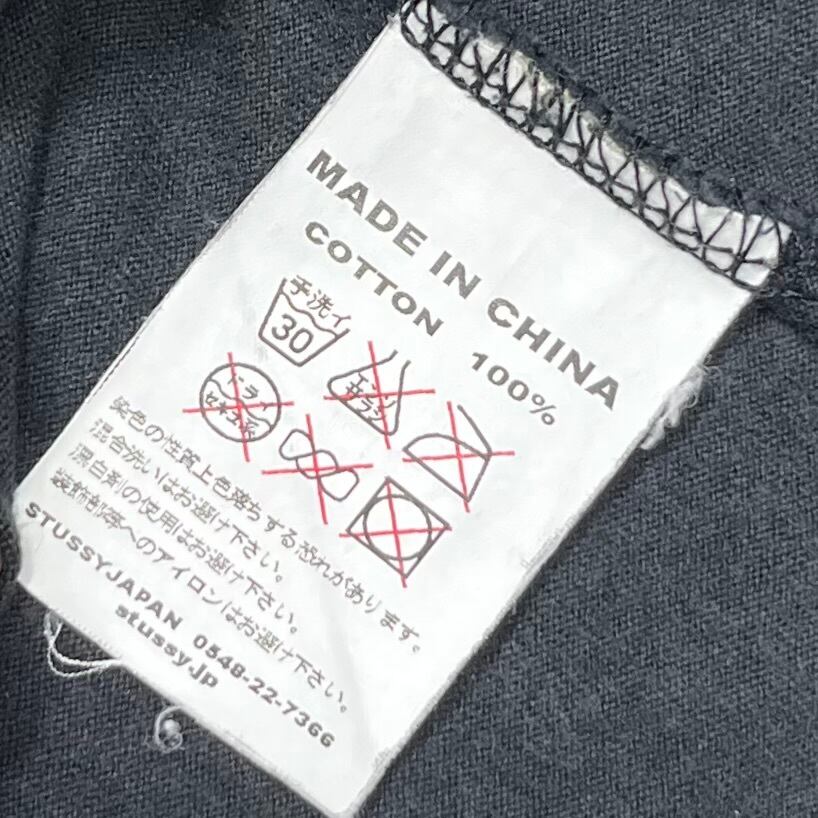 MADE IN CHINA
COTTON 100%
手洗イ
30
エンソ
サラシ
ドライ
セキユ系
染色の性質上色落ちする恐れがあります。
混合洗いはお避け下さい。
漂白剤の使用はお避け下さい。
装飾部等へのアイロンはお避け下さい。
STUSSYJAPAN 0548-22-7366
stussy.jp